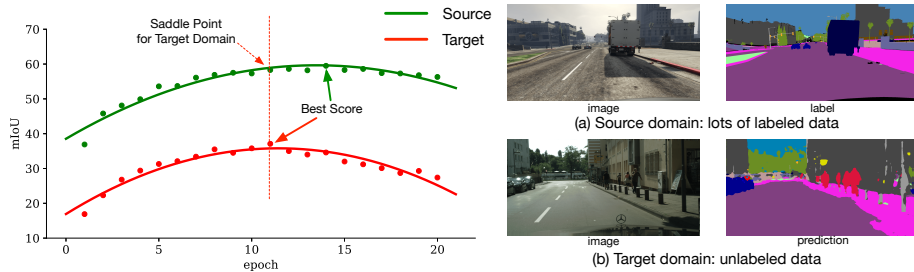 Saddle Point
for Target Domain
Source
Target
Best Score
mIoU
70
60
50
40
30
20
10
0
5
10
15
20
epoch
image
label
(a) Source domain: lots of labeled data
image
prediction
(b) Target domain: unlabeled data